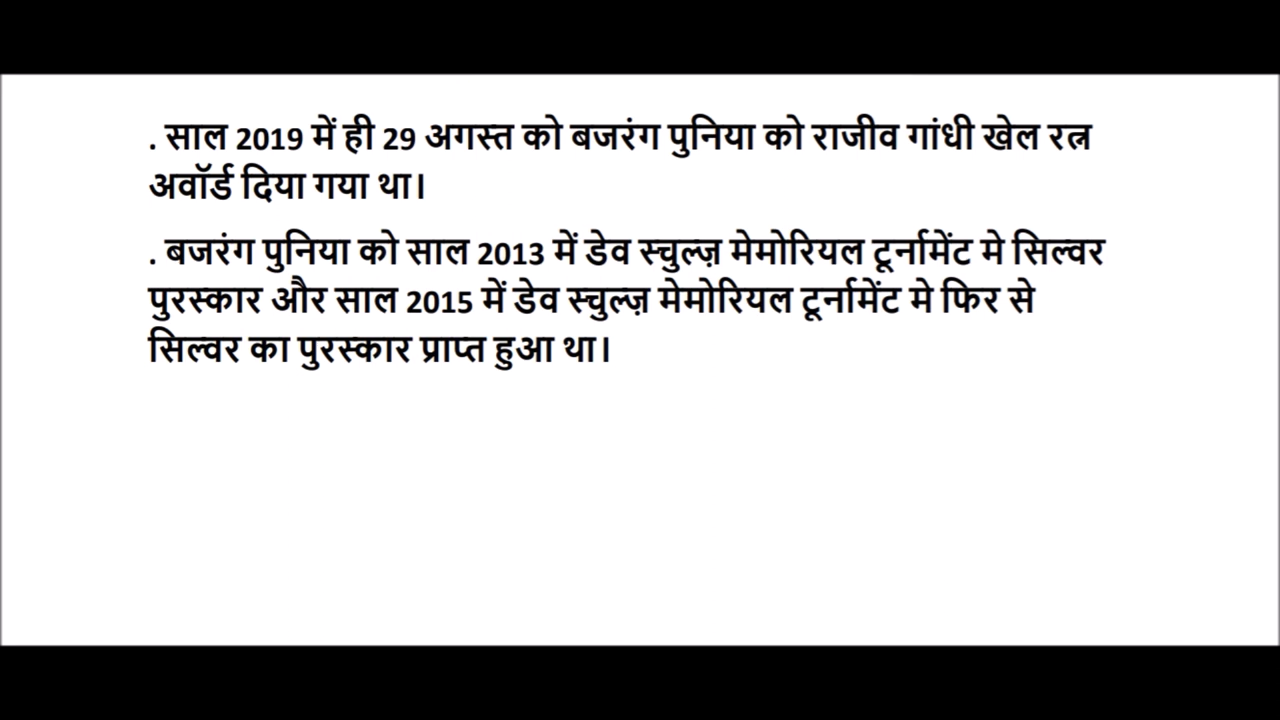 . साल 2019 में ही 29 अगस्त को बजरंग पुनिया को राजीव गांधी खेल रत्न
अवॉर्ड दिया गया था।
. बजरंग पुनिया को साल 2013 में डेव स्चुल्ज़ मेमोरियल टूर्नामेंट मे सिल्वर
पुरस्कार और साल 2015 में डेव स्चुल्ज़ मेमोरियल टूर्नामेंट मे फिर से
सिल्वर का पुरस्कार प्राप्त हुआ था।